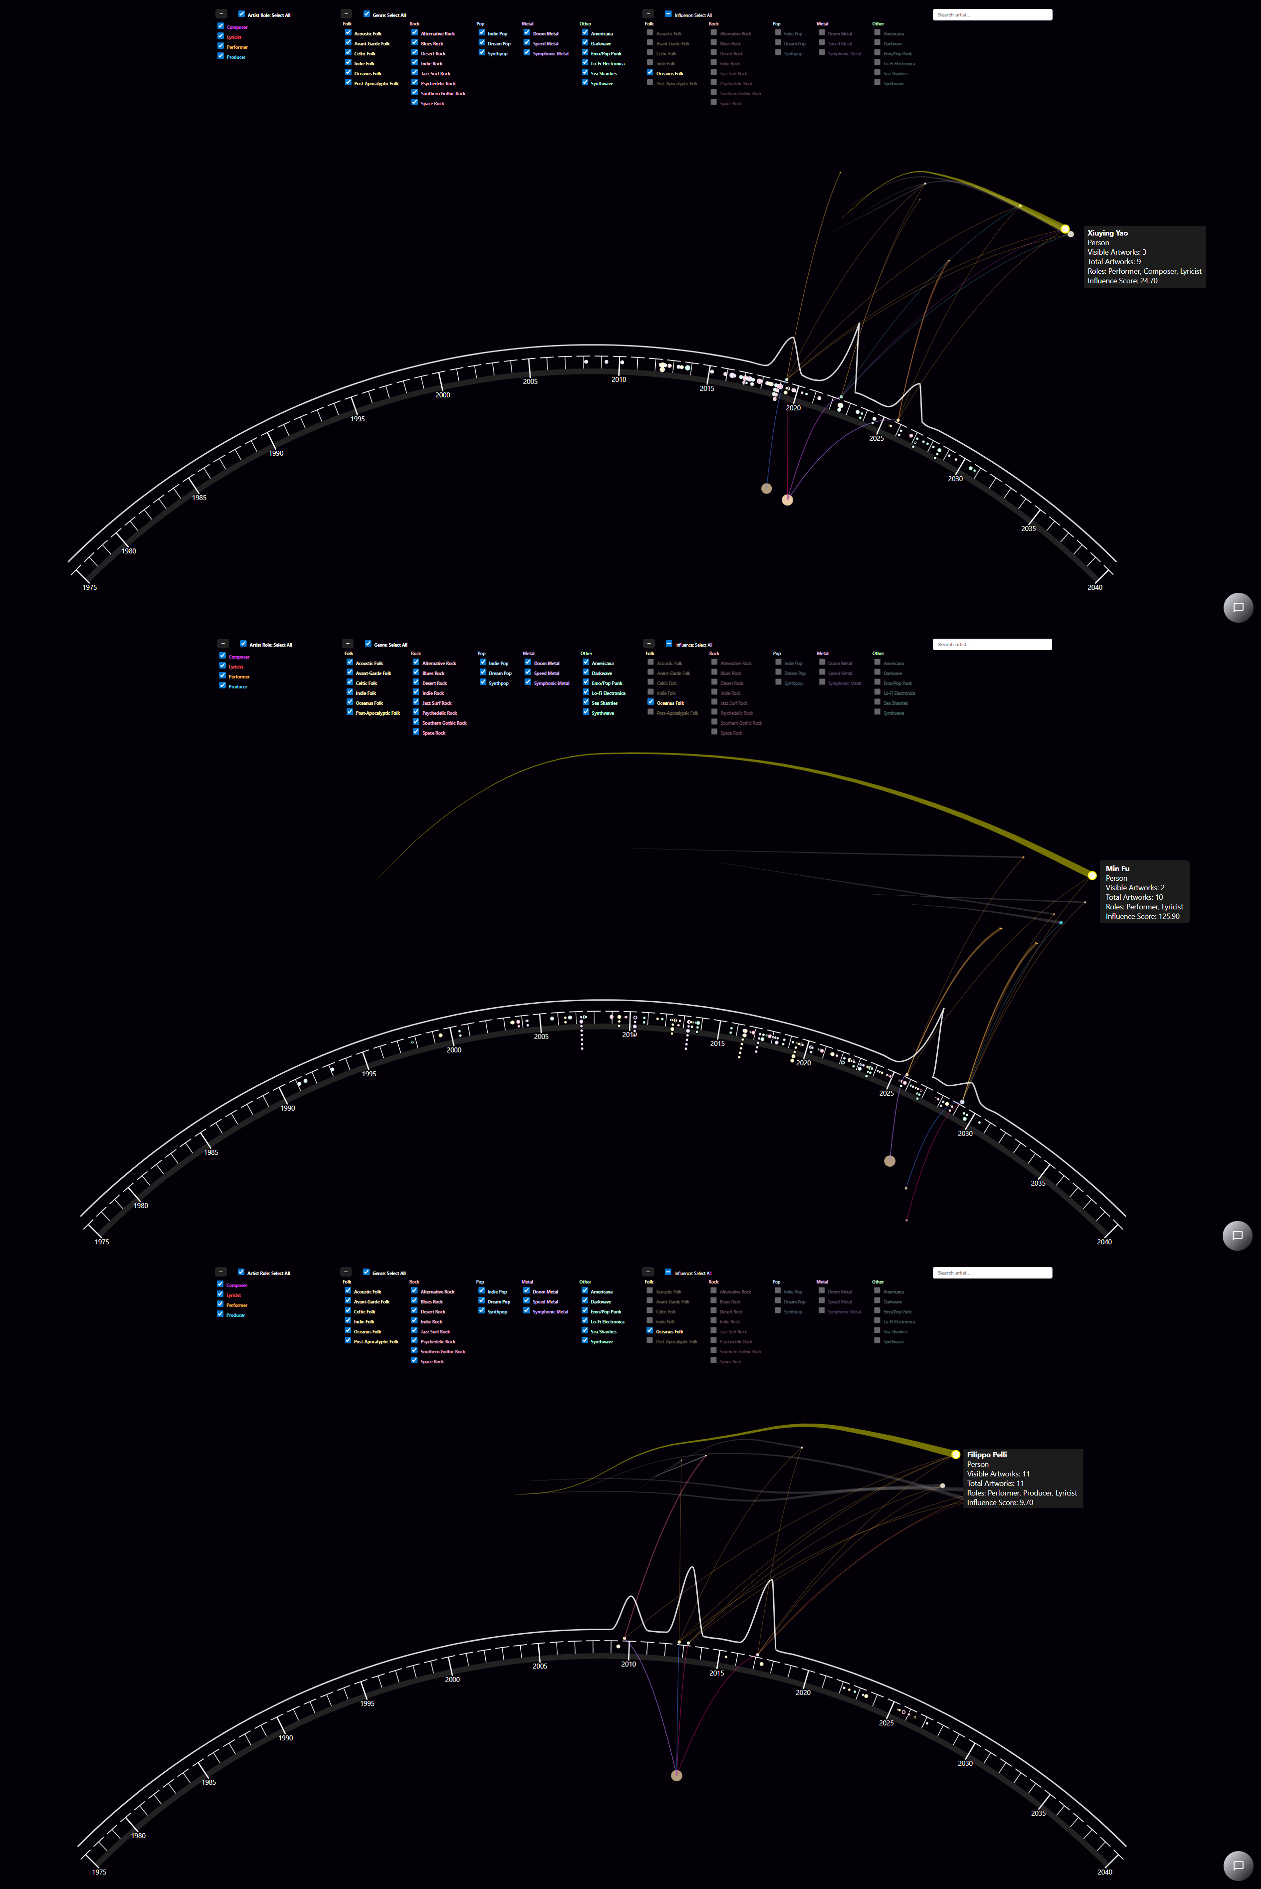 Artist Role: Select All
Composer
Lyricist
Performer
Producer
Genre: Select All
Folk
Acoustic Folk
Avant-Garde Folk
Celtic Folk
Indie Folk
Oceanus Folk
Post-Apocalyptic Folk
Rock
Alternative Rock
Blues Rock
Desert Rock
Indie Rock
Jazz Surf Rock
Psychedelic Rock
Southern Gothic Rock
Space Rock
Pop
Indie Pop
Dream Pop
Synthpop
Metal
Doom Metal
Speed Metal
Symphonic Metal
Other
Americana
Darkwave
Emo/Pop Punk
Lo-Fi Electronica
Sea Shanties
Synthwave
Influence: Select All
Folk
Acoustic Folk
Avant-Garde Folk
Celtic Folk
Indie Folk
Oceanus Folk
Post-Apocalyptic Folk
Rock
Alternative Rock
Blues Rock
Desert Rock
Indie Rock
Jazz Surf Rock
Psychedelic Rock
Southern Gothic Rock
Space Rock
Pop
Indie Pop
Dream Pop
Synthpop
Metal
Doom Metal
Speed Metal
Symphonic Metal
Other
Americana
Darkwave
Emo/Pop Punk
Lo-Fi Electronica
Sea Shanties
Synthwave
Search artist...
Xiuying Yao
Person
Visible Artworks: 3
Total Artworks: 9
Roles: Performer, Composer, Lyricist
Influence Score: 24.70
1975
1980
1985
1990
1995
2000
2005
2010
2015
2020
2025
2030
2035
2040
Artist Role: Select All
Composer
Lyricist
Performer
Producer
Genre: Select All
Folk
Acoustic Folk
Avant-Garde Folk
Celtic Folk
Indie Folk
Oceanus Folk
Post-Apocalyptic Folk
Rock
Alternative Rock
Blues Rock
Desert Rock
Indie Rock
Jazz Surf Rock
Psychedelic Rock
Southern Gothic Rock
Space Rock
Pop
Indie Pop
Dream Pop
Synthpop
Metal
Doom Metal
Speed Metal
Symphonic Metal
Other
Americana
Darkwave
Emo/Pop Punk
Lo-Fi Electronica
Sea Shanties
Synthwave
Influence: Select All
Folk
Acoustic Folk
Avant-Garde Folk
Celtic Folk
Indie Folk
Oceanus Folk
Post-Apocalyptic Folk
Rock
Alternative Rock
Blues Rock
Desert Rock
Indie Rock
Jazz Surf Rock
Psychedelic Rock
Southern Gothic Rock
Space Rock
Pop
Indie Pop
Dream Pop
Synthpop
Metal
Doom Metal
Speed Metal
Symphonic Metal
Other
Americana
Darkwave
Emo/Pop Punk
Lo-Fi Electronica
Sea Shanties
Synthwave
Search artist...
Min Fu
Person
Visible Artworks: 2
Total Artworks: 10
Roles: Performer, Lyricist
Influence Score: 125.90
1975
1980
1985
1990
1995
2000
2005
2010
2015
2020
2025
2030
2035
2040
Artist Role: Select All
Composer
Lyricist
Performer
Producer
Genre: Select All
Folk
Acoustic Folk
Avant-Garde Folk
Celtic Folk
Indie Folk
Oceanus Folk
Post-Apocalyptic Folk
Rock
Alternative Rock
Blues Rock
Desert Rock
Indie Rock
Jazz Surf Rock
Psychedelic Rock
Southern Gothic Rock
Space Rock
Pop
Indie Pop
Dream Pop
Synthpop
Metal
Doom Metal
Speed Metal
Symphonic Metal
Other
Americana
Darkwave
Emo/Pop Punk
Lo-Fi Electronica
Sea Shanties
Synthwave
Influence: Select All
Folk
Acoustic Folk
Avant-Garde Folk
Celtic Folk
Indie Folk
Oceanus Folk
Post-Apocalyptic Folk
Rock
Alternative Rock
Blues Rock
Desert Rock
Indie Rock
Jazz Surf Rock
Psychedelic Rock
Southern Gothic Rock
Space Rock
Pop
Indie Pop
Dream Pop
Synthpop
Metal
Doom Metal
Speed Metal
Symphonic Metal
Other
Americana
Darkwave
Emo/Pop Punk
Lo-Fi Electronica
Sea Shanties
Synthwave
Search artist...
Filippo Pelli
Person
Visible Artworks: 11
Total Artworks: 11
Roles: Performer, Producer, Lyricist
Influence Score: 9.70
1975
1980
1985
1990
1995
2000
2005
2010
2015
2020
2025
2030
2035
2040